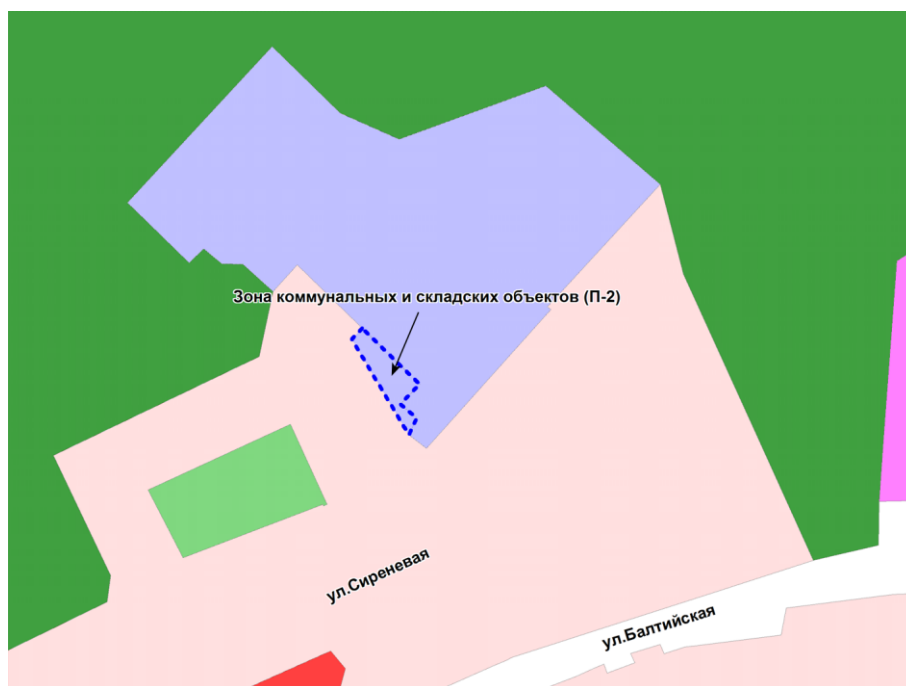 Зона коммунальных и складских объектов (П-2)
ул.Сиреневая
ул.Балтийская